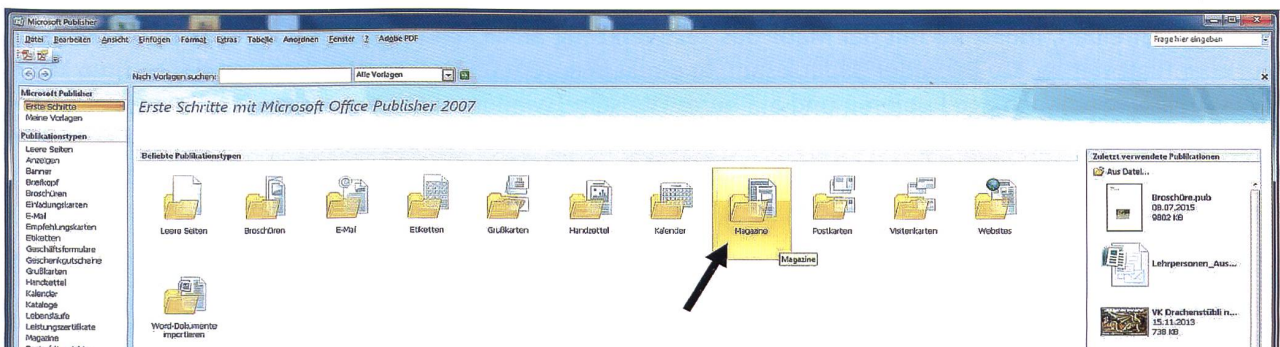 Microsoft Publisher
Datei Bearbeiten Ansicht Einfügen Format Extras Tabelle Anordnen Fenster ? Adobe PDF
Frage hier eingeben
Nach Vorlagen suchen: Alle Vorlagen
Microsoft Publisher
Erste Schritte
Meine Vorlagen
Publikationstypen
Leere Seiten
Anzeigen
Banner
Briefkopf
Broschüren
Einladungskarten
E-Mail
Empfehlungskarten
Etiketten
Geschäftsformulare
Geschenkgutscheine
Grußkarten
Handzettel
Kalender
Kataloge
Lebensläufe
Leistungszertifikate
Magazine
Erste Schritte mit Microsoft Office Publisher 2007
Beliebte Publikationstypen
Leere Seiten Broschüren E-Mail Etiketten Grußkarten Handzettel Kalender Magazine Postkarten Visitenkarten Websites
Magazine
Word-Dokumente
importieren
Zuletzt verwendete Publikationen
Aus Datei...
Broschüre.pub
08.07.2015
9802 KB
Lehrpersonen_Aus...
VK Drachenstübli n...
15.11.2013
738 KB